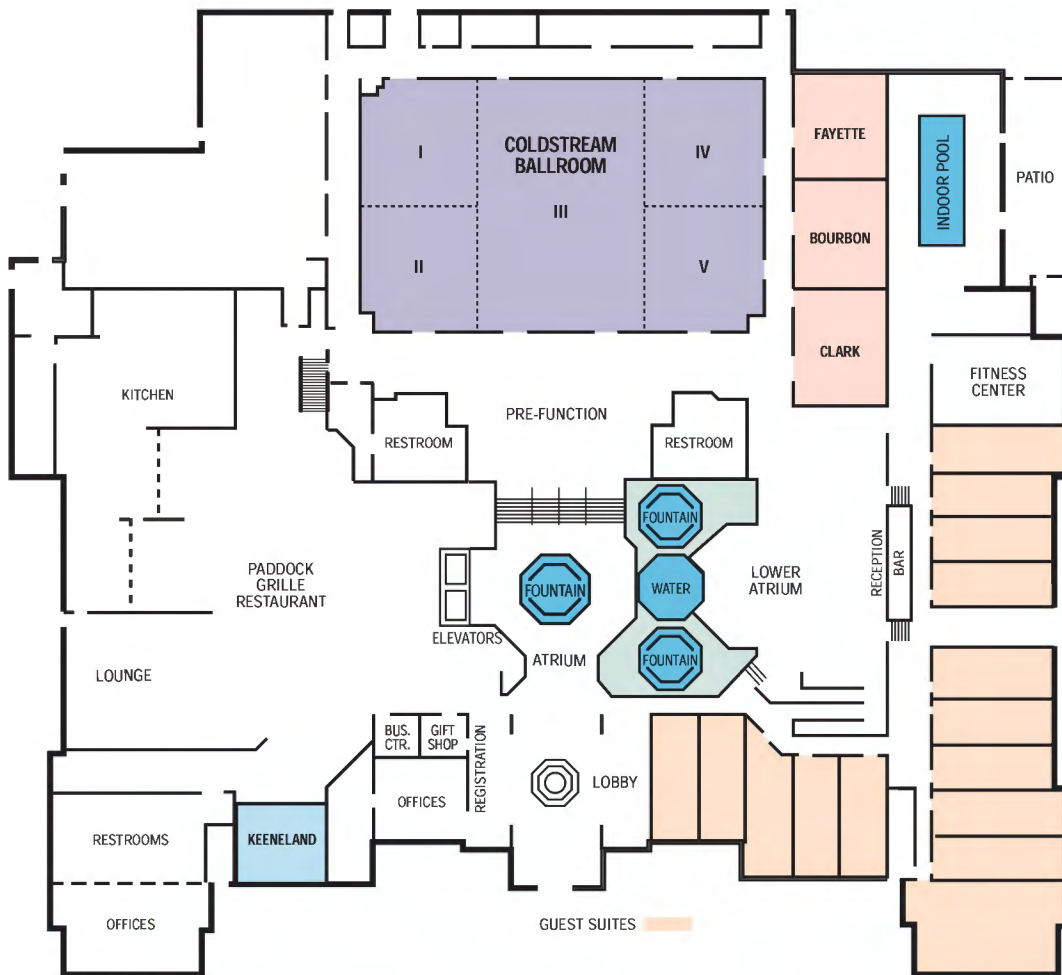 COLDSTREAM
BALLROOM
I
II
III
IV
V
FAYETTE
BOURBON
CLARK
INDOOR POOL
PATIO
FITNESS
CENTER
KITCHEN
RESTROOM
PRE-FUNCTION
RESTROOM
PADDOCK
GRILLE
RESTAURANT
ELEVATORS
FOUNTAIN
FOUNTAIN
WATER
FOUNTAIN
LOWER
ATRIUM
RECEPTION
BAR
ATRIUM
LOUNGE
BUS.
CTR.
GIFT
SHOP
REGISTRATION
OFFICES
LOBBY
RESTROOMS
KEENELAND
OFFICES
GUEST SUITES